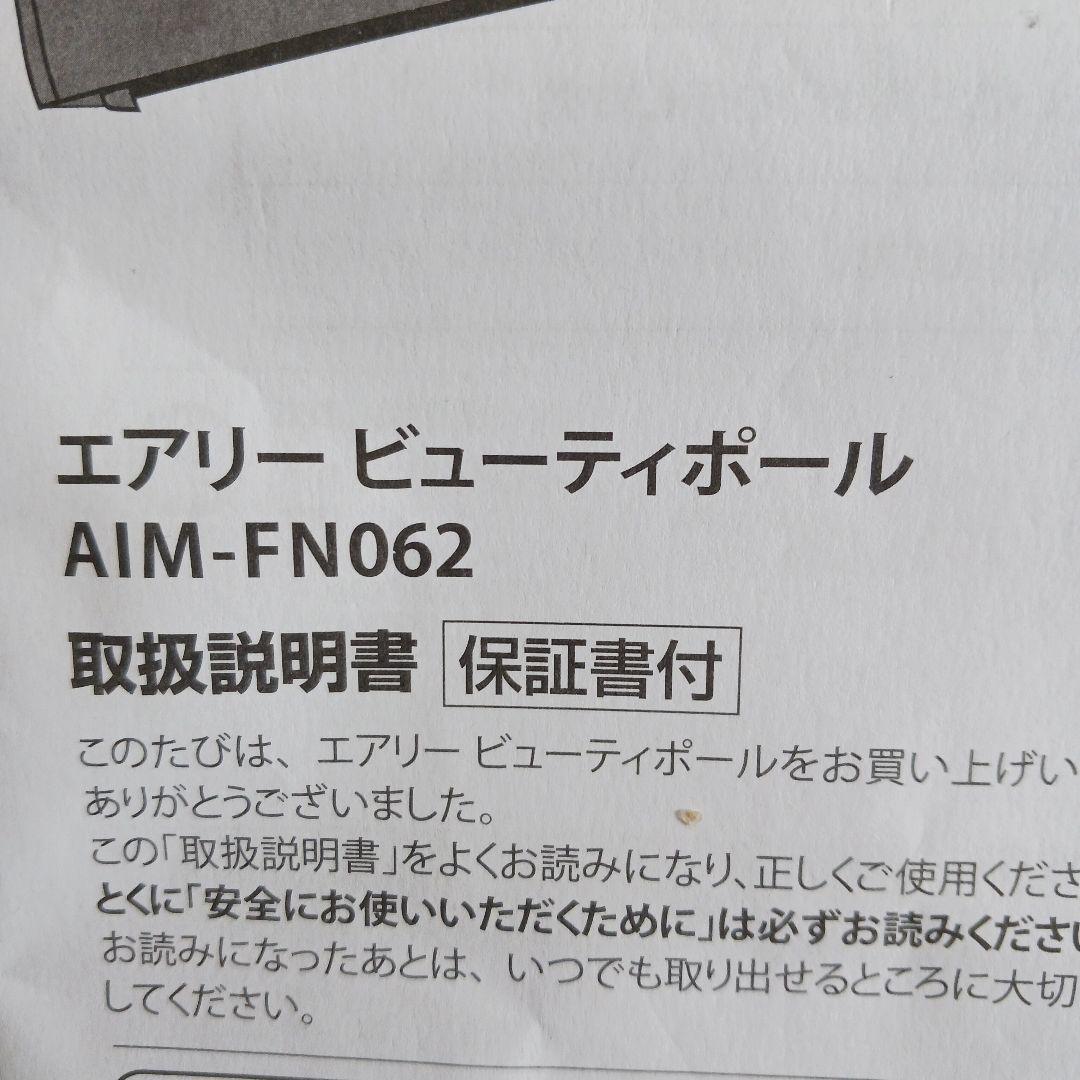 エアリー ビューティポール
AIM-FN062
取扱説明書 保証書付
このたびは、エアリー ビューティポールをお買い上げい
ありがとうございました。
この「取扱説明書」をよくお読みになり、正しくご使用くださ
とくに「安全にお使いいただくために」は必ずお読みください
お読みになったあとは、いつでも取り出せるところに大切
してください。